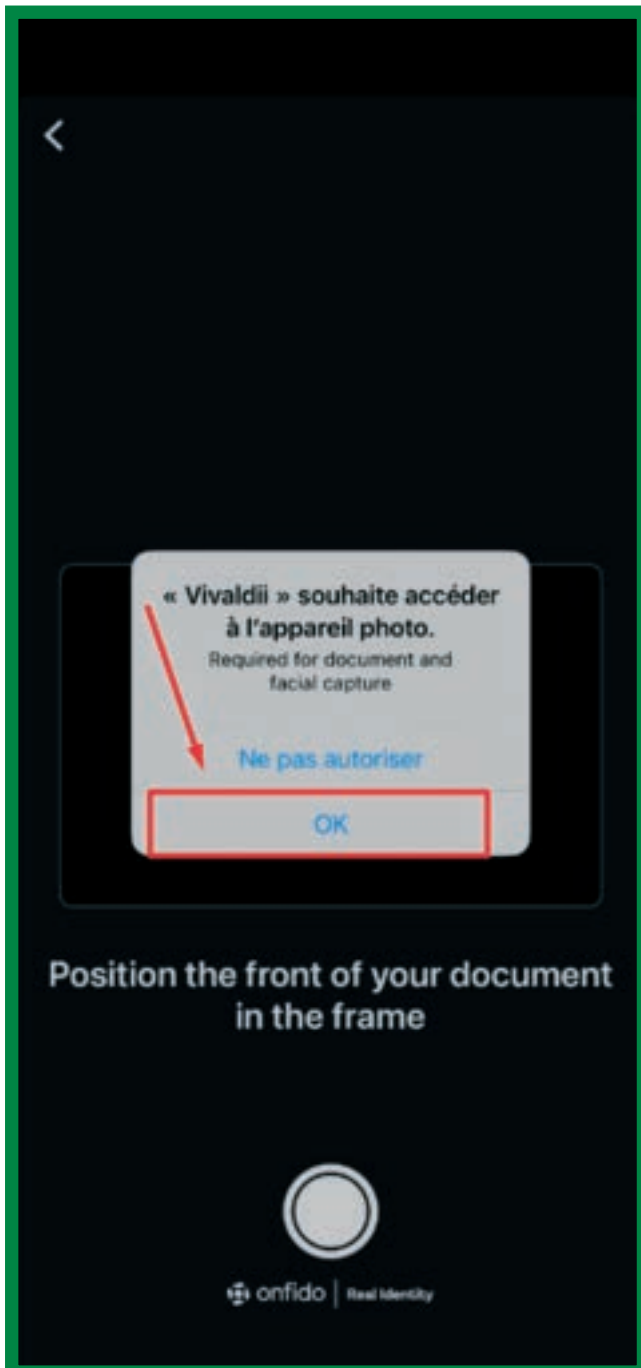 « Vivaldii » souhaite accéder
à l'appareil photo.
Required for document and
facial capture
Ne pas autoriser
OK
Position the front of your document
in the frame
onfido | Real Identity